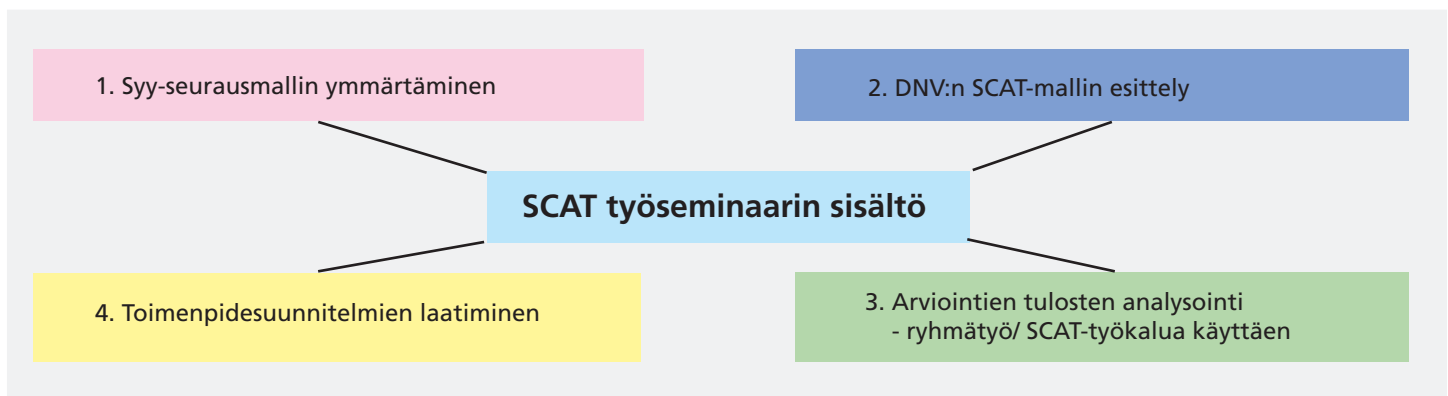 1. Syy-seurausmallin ymmärtäminen
2. DNV:n SCAT-mallin esittely
SCAT työseminaarin sisältö
4. Toimenpidesuunnitelmien laatiminen
3. Arviointien tulosten analysointi
- ryhmätyö/ SCAT-työkalua käyttäen